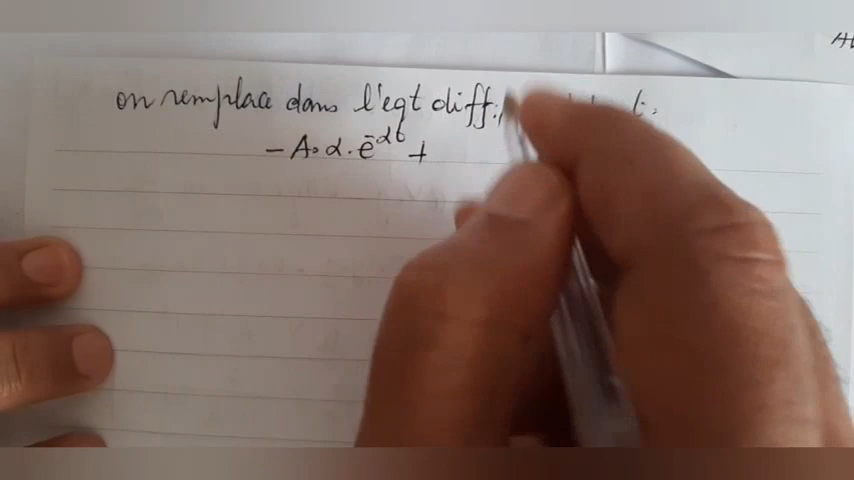 on remplace dans l'eqt diff.
- A.α.e^-αt +